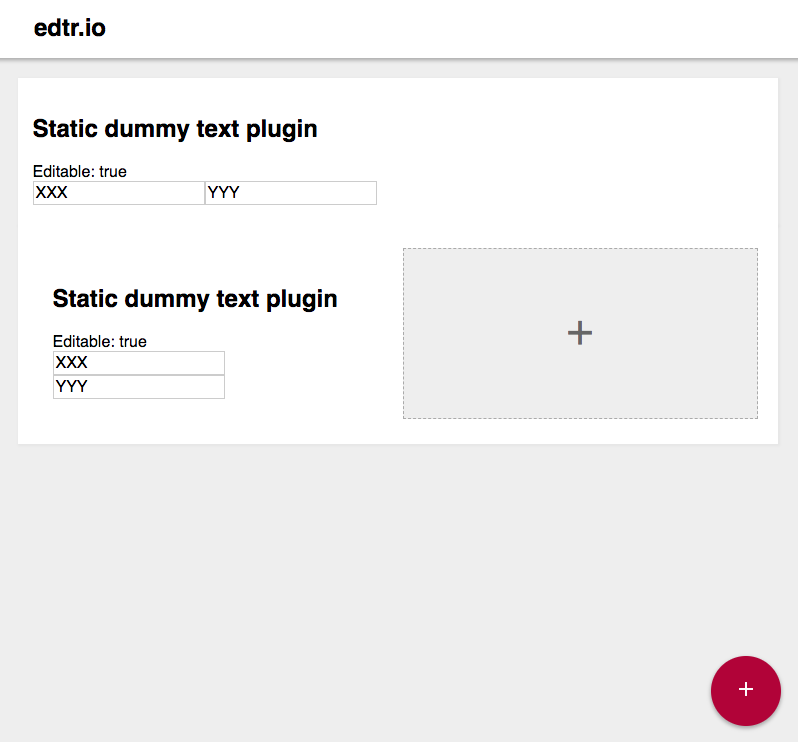 edtr.io
Static dummy text plugin
Editable: true
XXX YYY
Static dummy text plugin
Editable: true
XXX
YYY